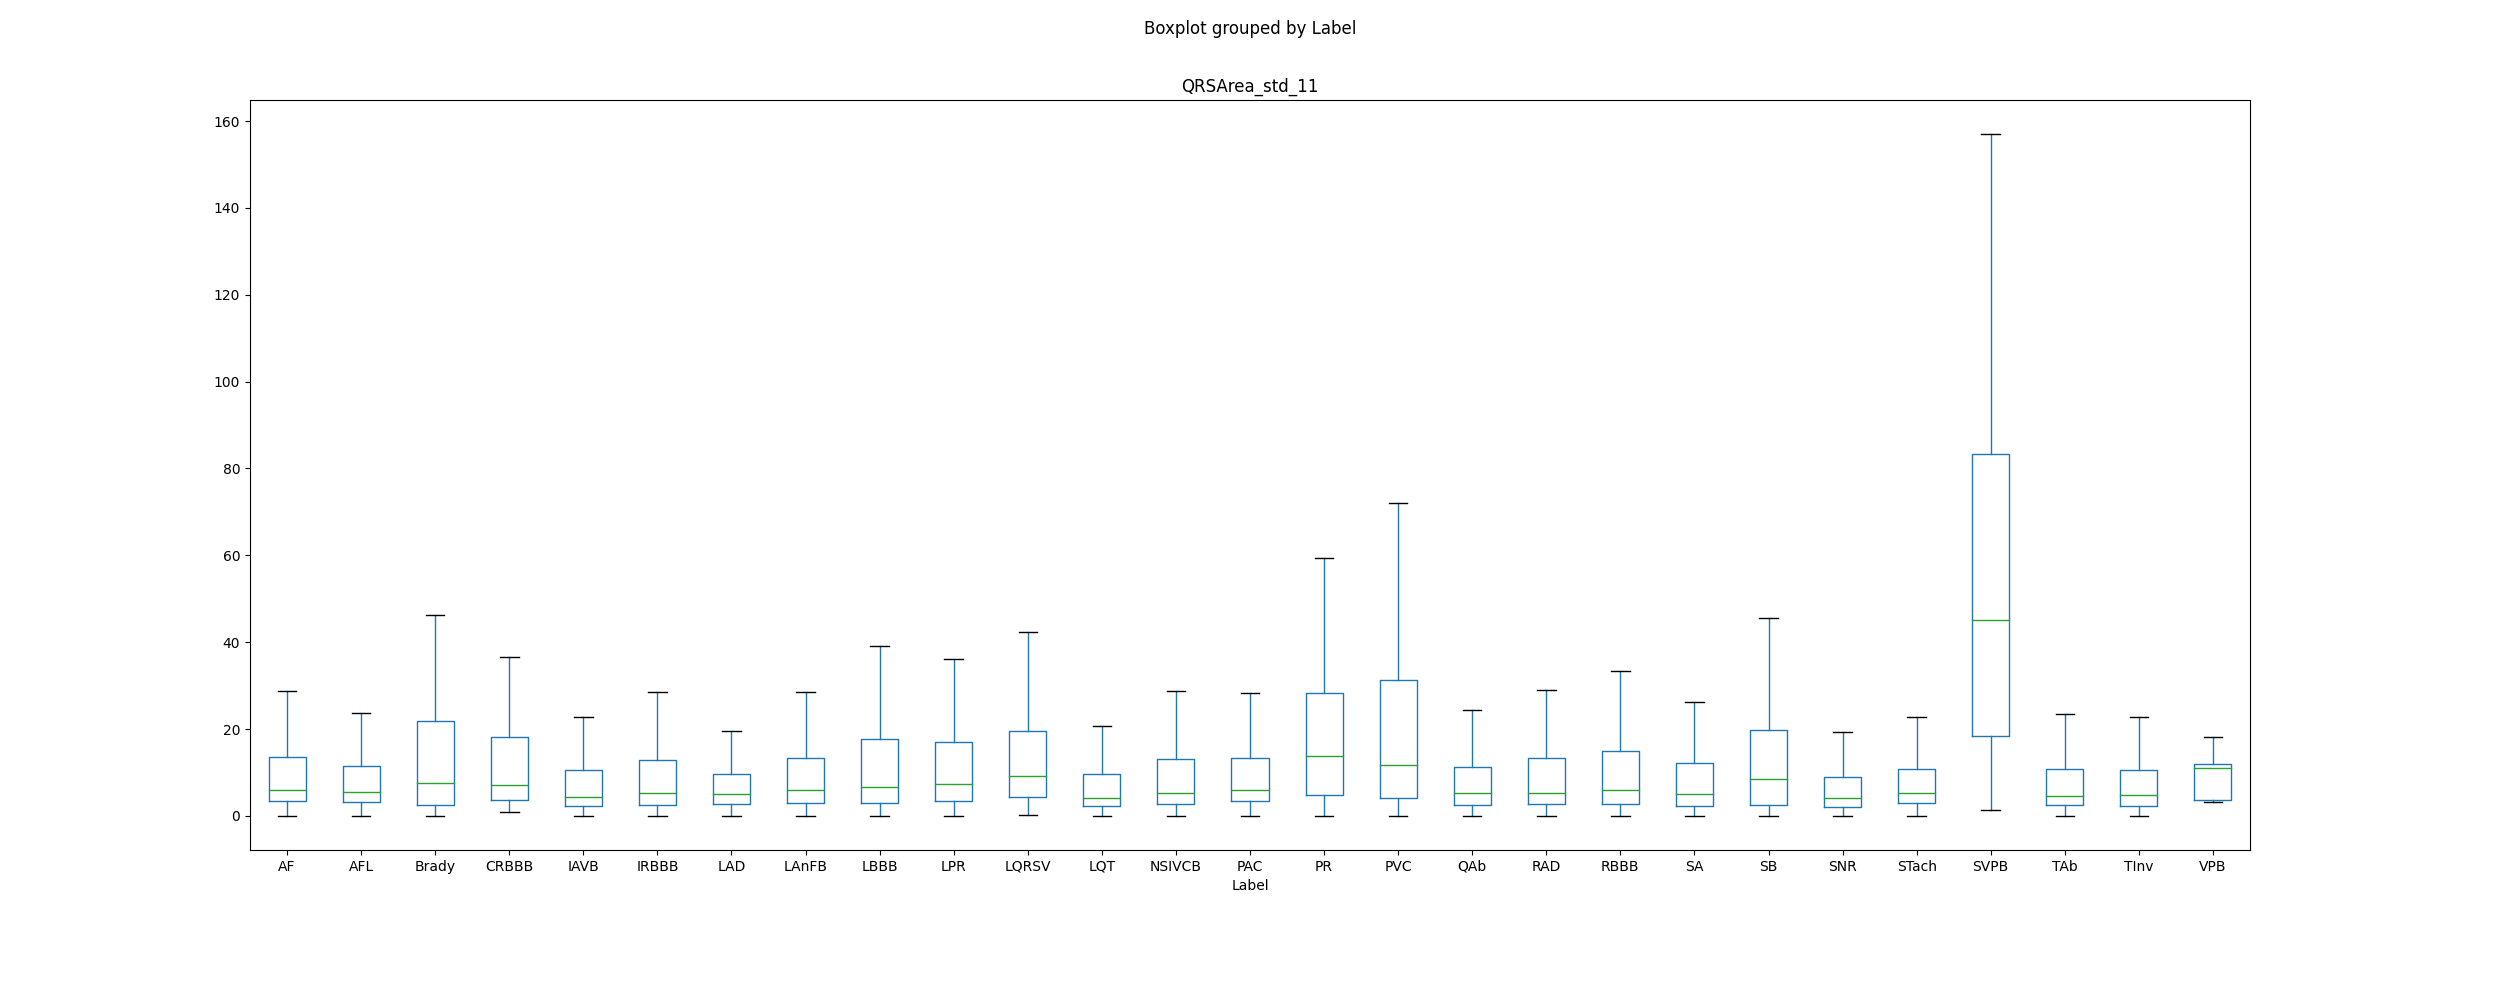 Boxplot grouped by Label
QRSArea_std_11
160
140
120
100
80
60
40
20
0
AF AFL Brady CRBBB IAVB IRBBB LAD LAnFB LBBB LPR LQRSV LQT NSIVCB PAC PR PVC QAb RAD RBBB SA SB SNR STach SVPB TAb TInv VPB
Label